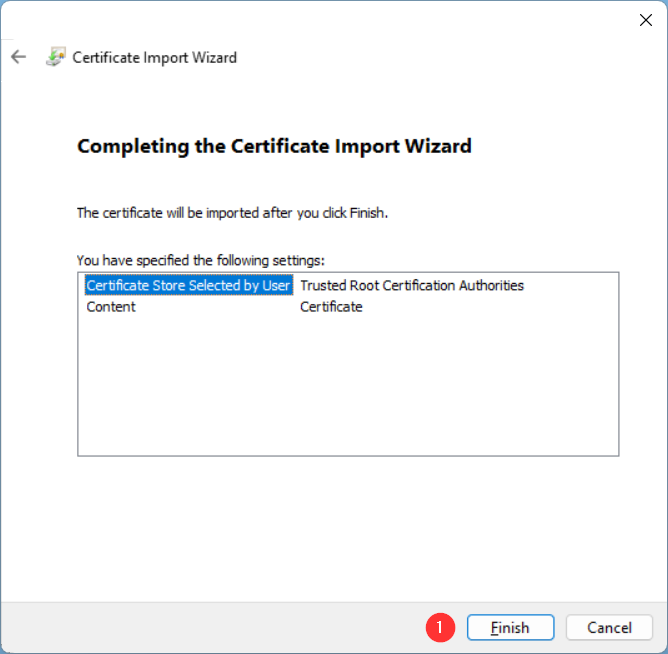 Certificate Import Wizard
Completing the Certificate Import Wizard
The certificate will be imported after you click Finish.
You have specified the following settings:
Certificate Store Selected by User Trusted Root Certification Authorities
Content Certificate
1 Finish Cancel